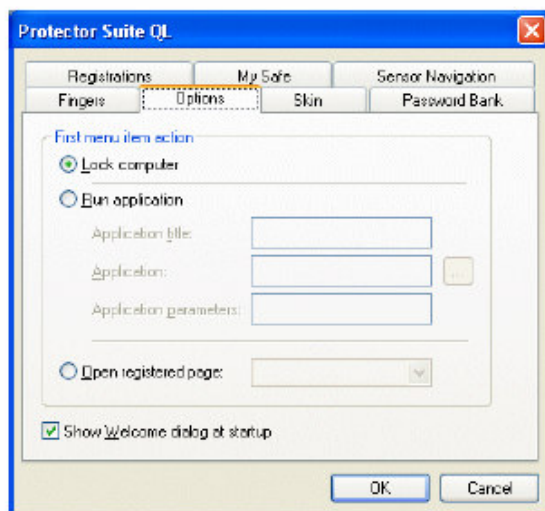 Protector Suite QL
Registrations My Safe Sensor Navigation
Fingers Options Skin Password Bank
First menu item action
Lock computer
Run application
Application title:
Application: ...
Application parameters:
Open registered page:
Show Welcome dialog at startup
OK Cancel